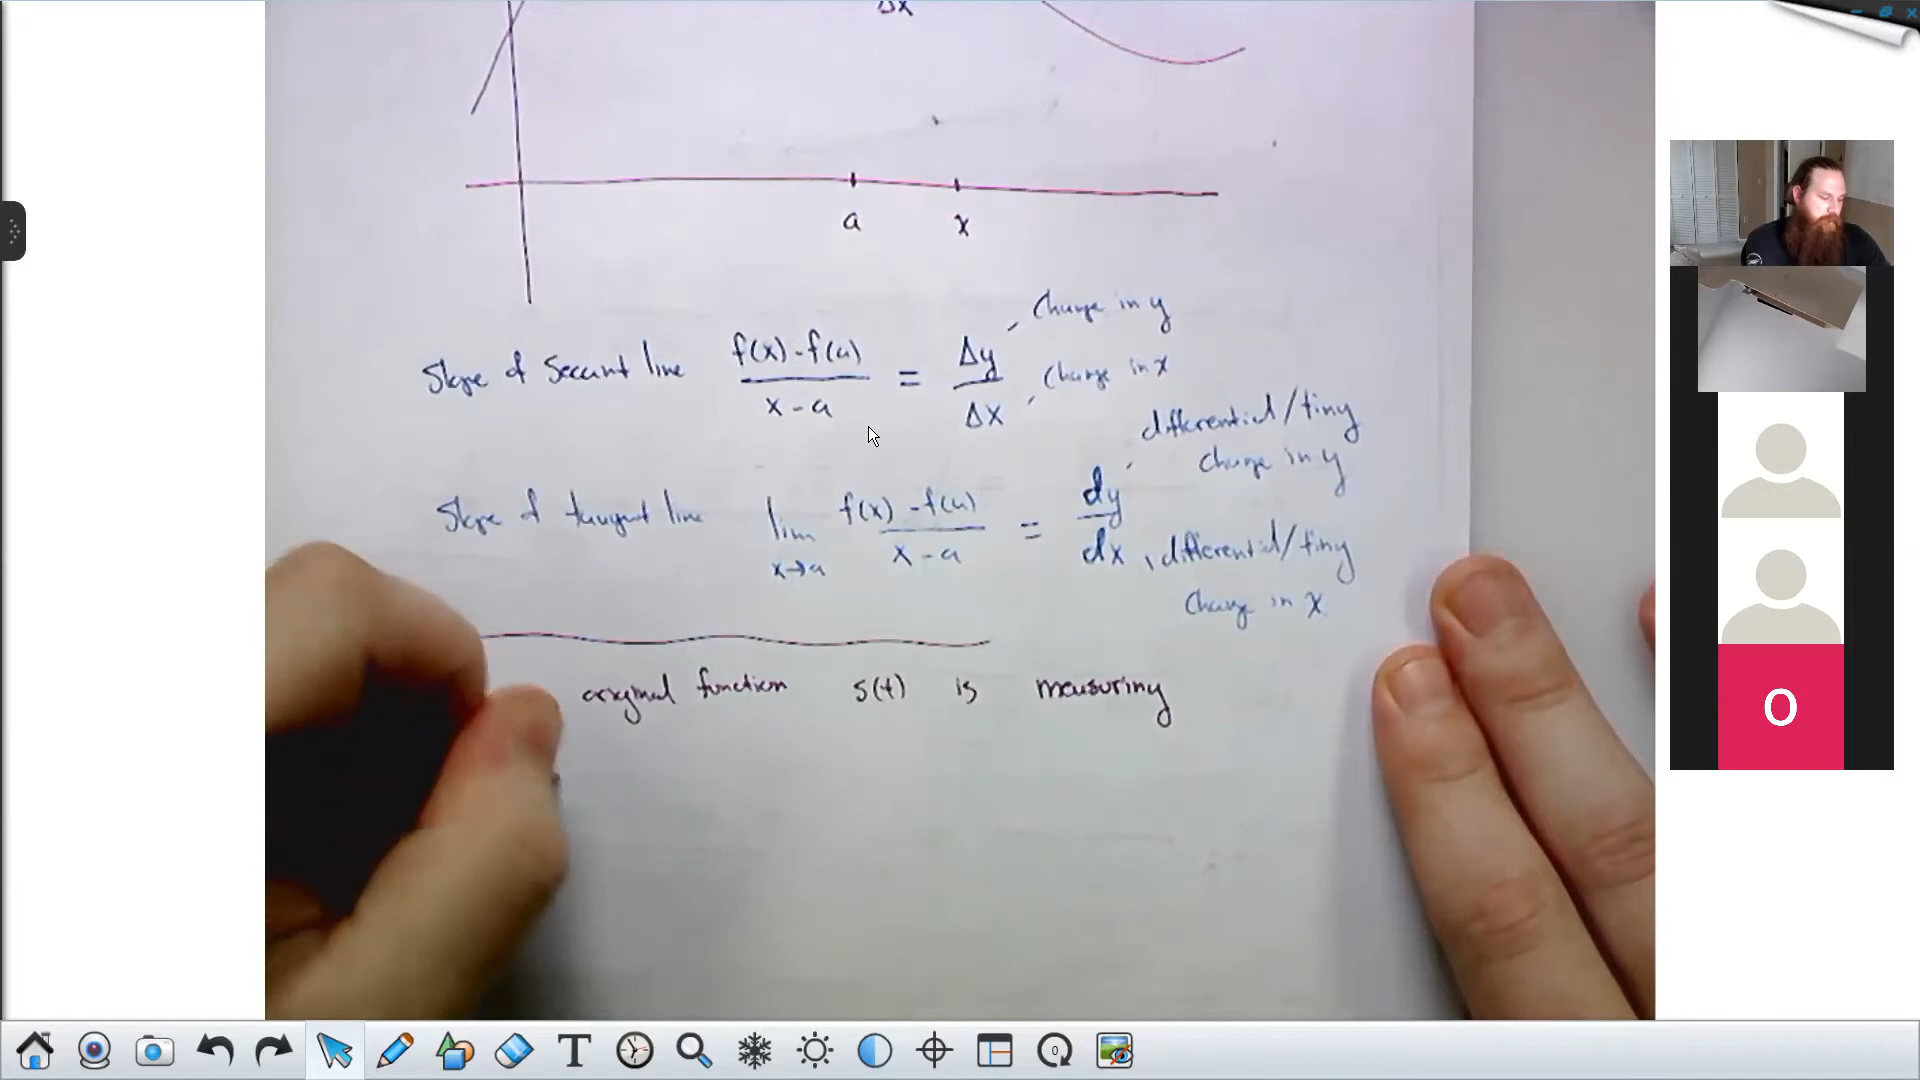 Δx
a x
change in y
Slope of Secant line f(x) - f(a) / x - a = Δy / Δx
change in x
differential/tiny
change in y
Slope of tangent line lim x→a f(x) - f(a) / x - a = dy / dx
differential/tiny
change in x
original function s(t) is measuring
O
T
0